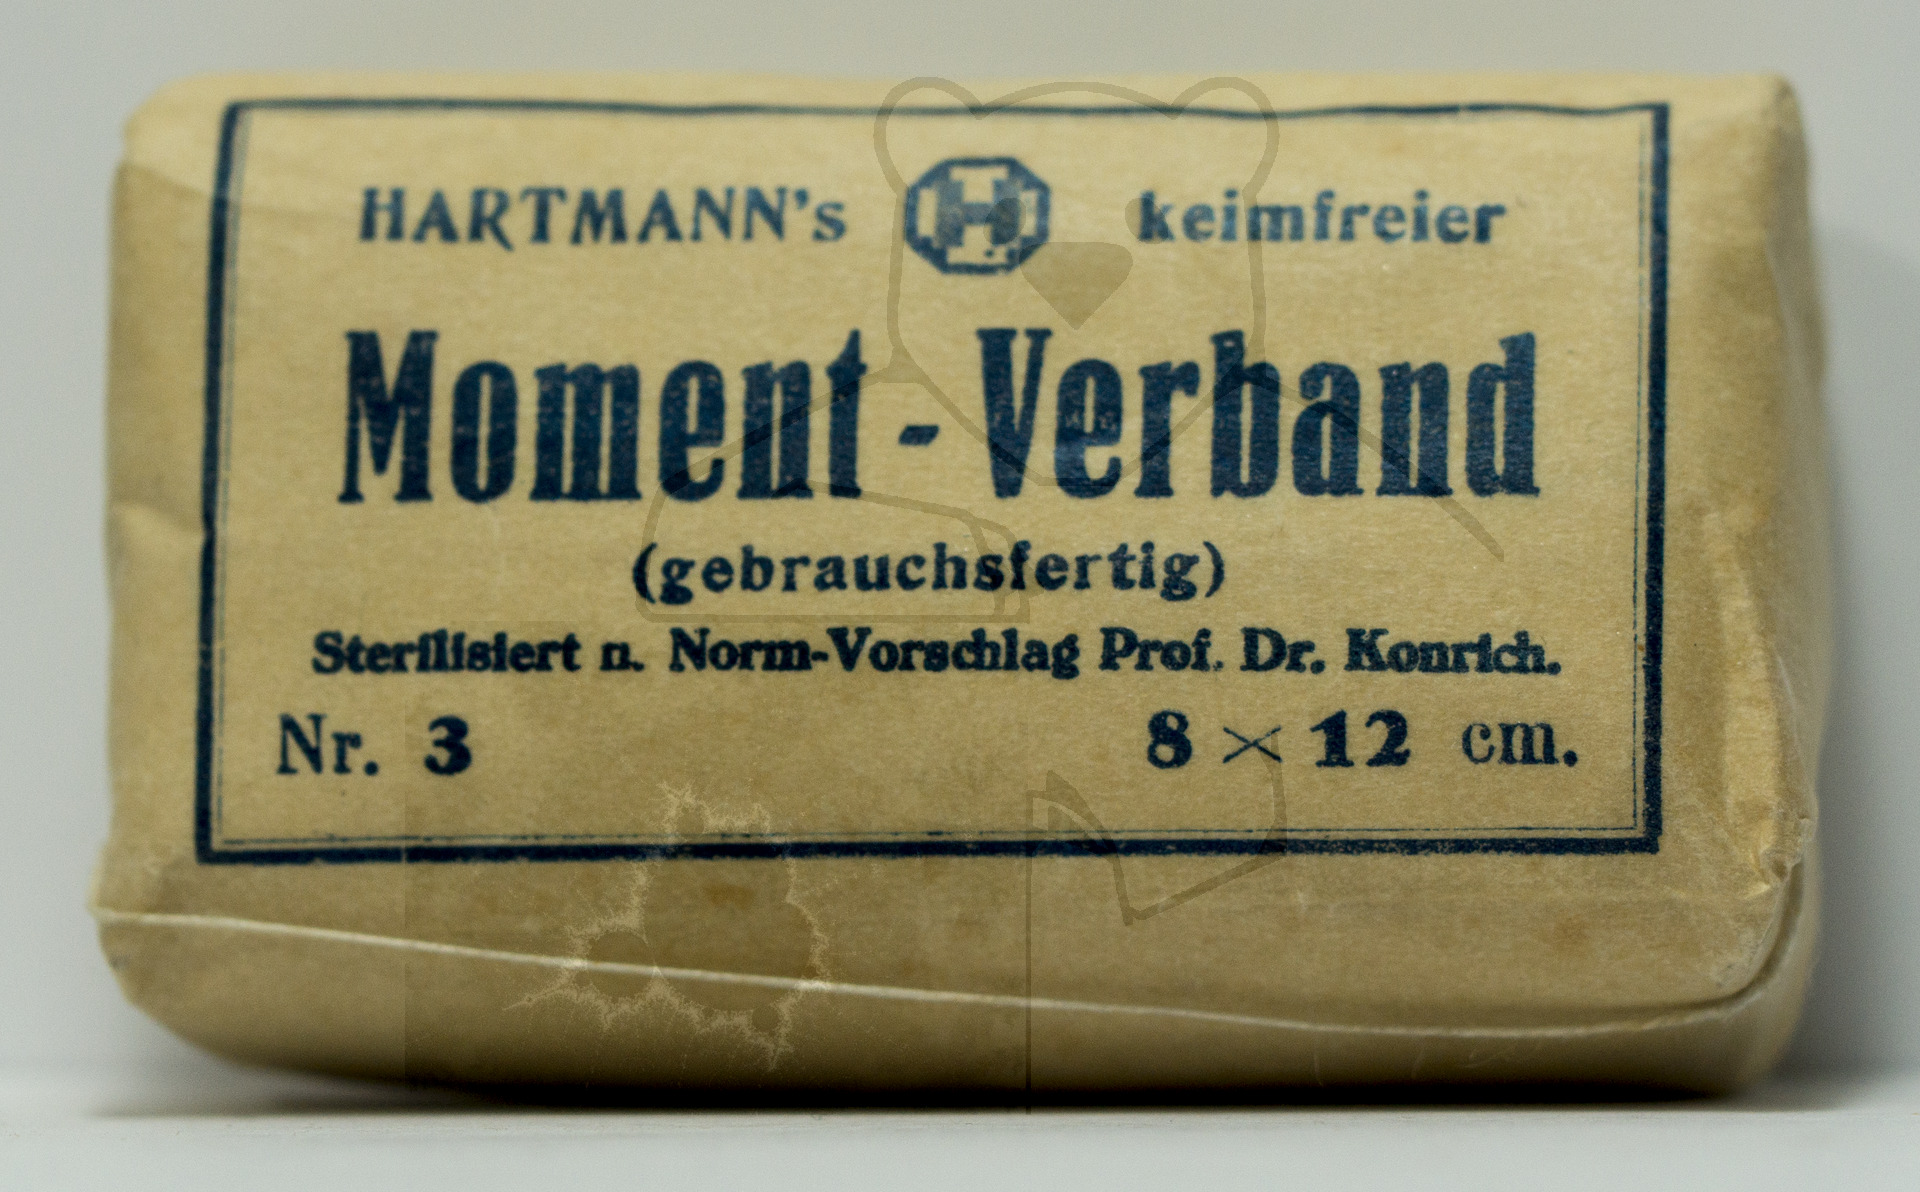 HARTMANN's H keimfreier
Moment-Verband
(gebrauchsfertig)
Sterilisiert n. Norm-Vorschlag Prof. Dr. Konrich.
Nr. 3 8 × 12 cm.